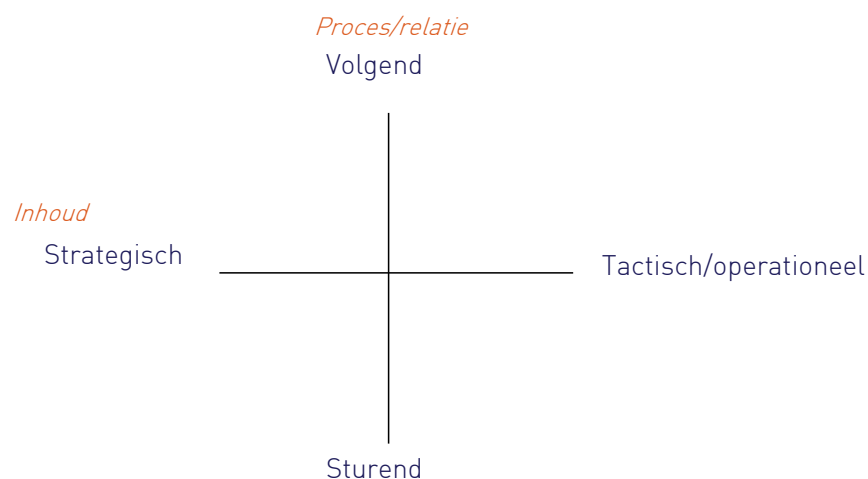 Proces/relatie
Volgend
Inhoud
Strategisch
Tactisch/operationeel
Sturend